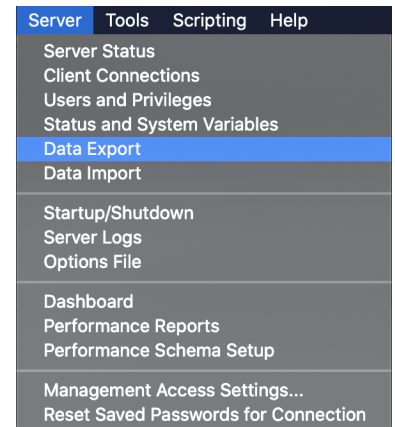 Server Tools Scripting Help
Server Status
Client Connections
Users and Privileges
Status and System Variables
Data Export
Data Import
Startup/Shutdown
Server Logs
Options File
Dashboard
Performance Reports
Performance Schema Setup
Management Access Settings...
Reset Saved Passwords for Connection